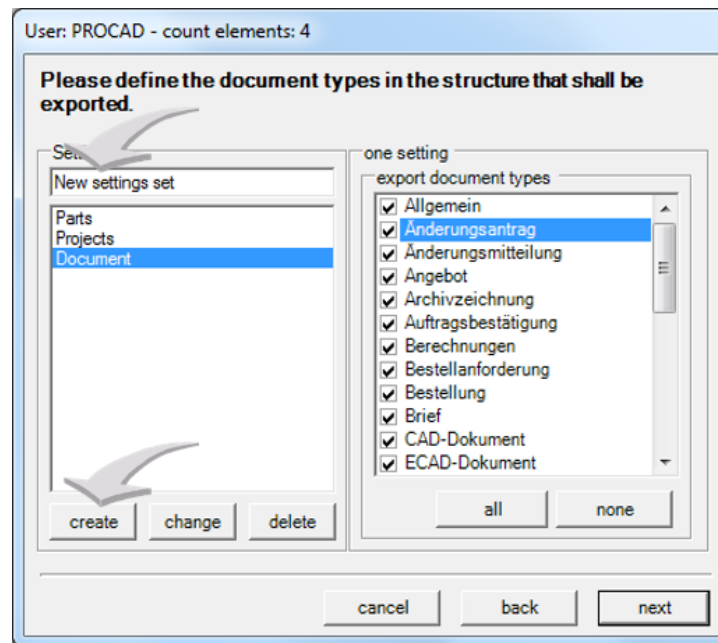 User: PROCAD - count elements: 4
Please define the document types in the structure that shall be
exported.
New settings set
Parts
Projects
Document
create
change
delete
one setting
export document types
Allgemein
Änderungsantrag
Änderungsmitteilung
Angebot
Archivzeichnung
Auftragsbestätigung
Berechnungen
Bestellanforderung
Bestellung
Brief
CAD-Dokument
ECAD-Dokument
all
none
cancel
back
next